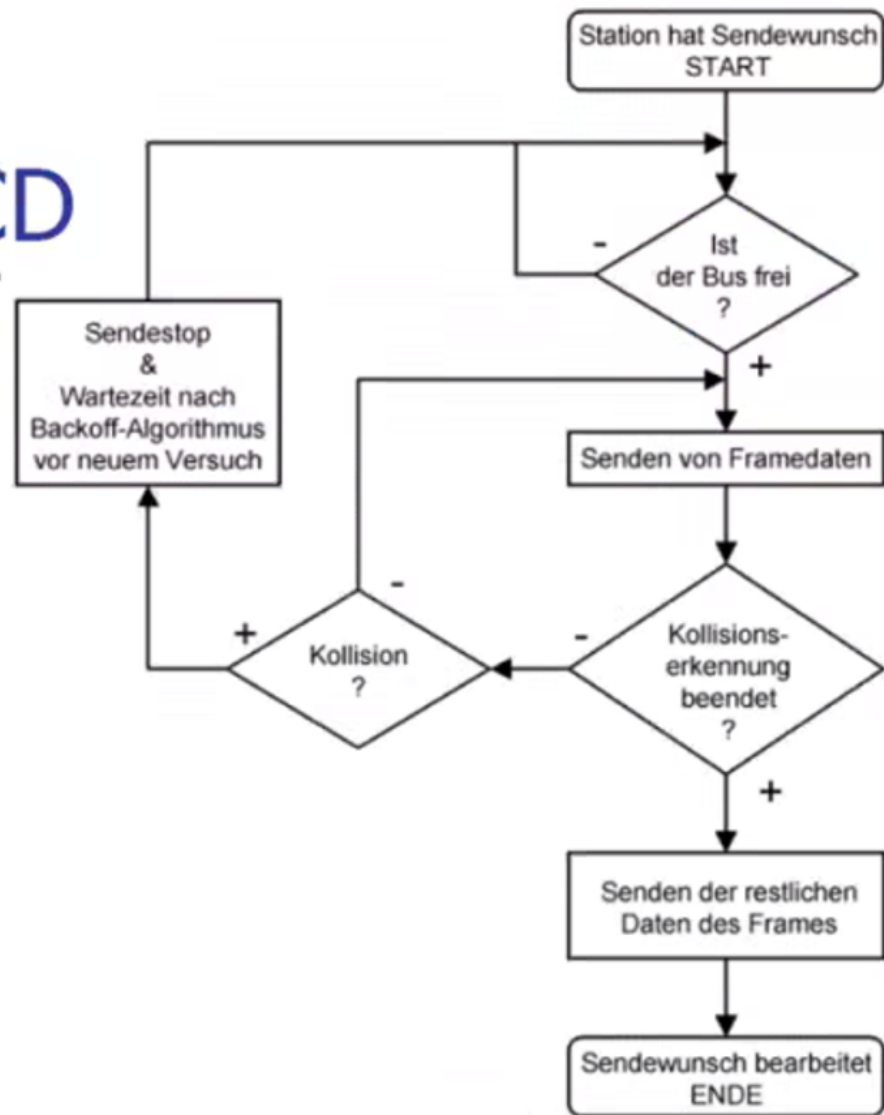 Station hat Sendewunsch
START
CD
-
Ist
der Bus frei
?
+
Sendestop
&
Wartezeit nach
Backoff-Algorithmus
vor neuem Versuch
Senden von Framedaten
-
+
Kollision
?
-
Kollisions-
erkennung
beendet
?
+
Senden der restlichen
Daten des Frames
Sendewunsch bearbeitet
ENDE